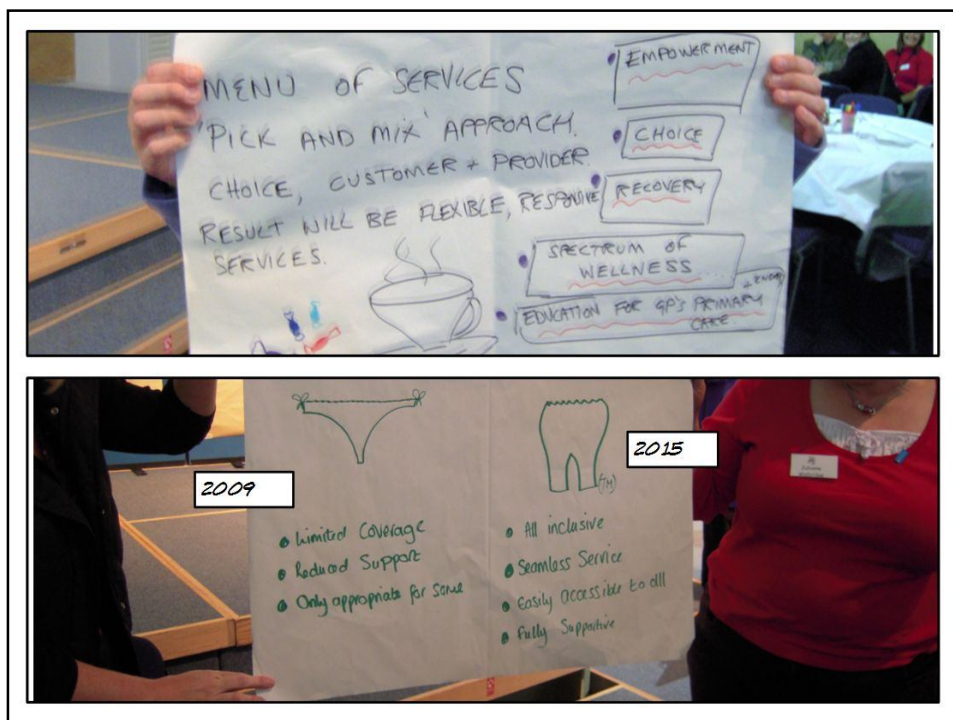 MENU OF SERVICES
'PICK AND MIX' APPROACH.
CHOICE, CUSTOMER + PROVIDER.
RESULT WILL BE FLEXIBLE, RESPONSIVE
SERVICES.
EMPOWERMENT
CHOICE
RECOVERY
SPECTRUM OF
WELLNESS
EDUCATION FOR GP's PRIMARY
CARE
2009
Limited Coverage
Reduced Support
Only appropriate for some
2015
(TM)
All inclusive
Seamless Service
Easily accessible to all
Fully Supportive